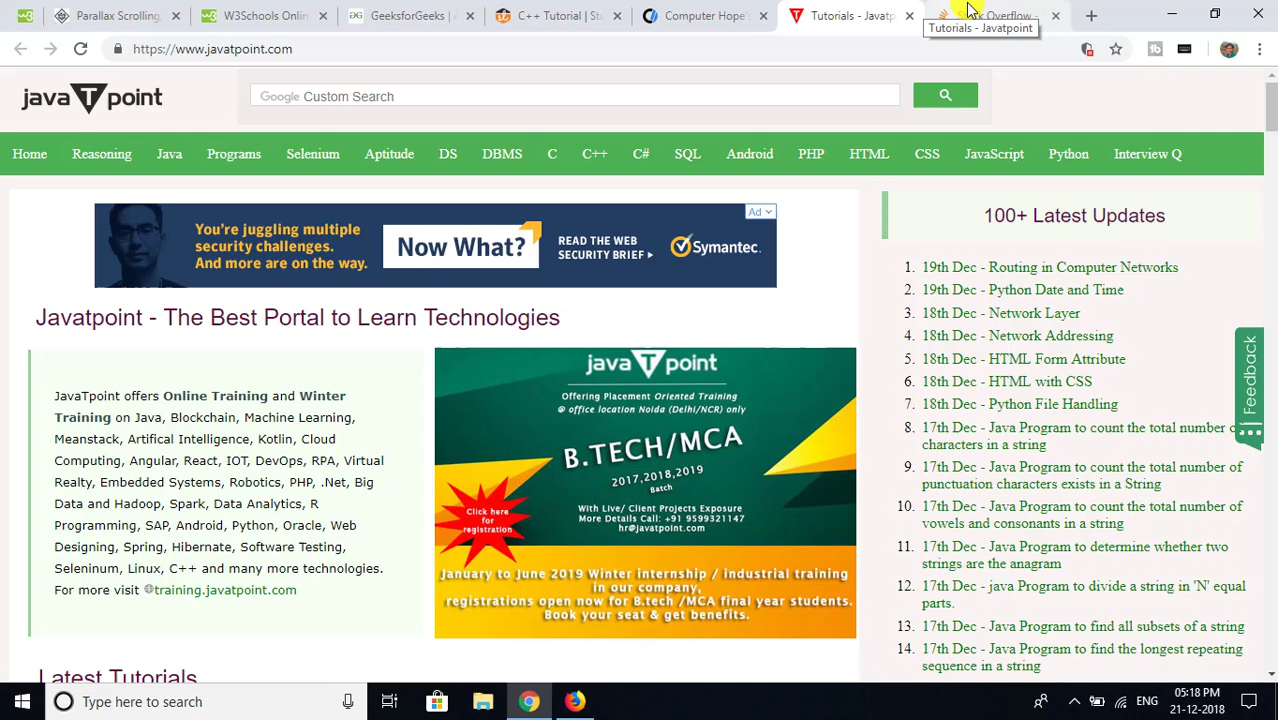 Parallax Scrolling,
W3Schools Onlin
GeeksforGeeks | A
C++ Tutorial | Stu
Computer Hope's
Tutorials - Javatp
Stack Overflow -
Tutorials - Javatpoint
https://www.javatpoint.com
java T point
Google Custom Search
Home Reasoning Java Programs Selenium Aptitude DS DBMS C C++ C# SQL Android PHP HTML CSS JavaScript Python Interview Q
You're juggling multiple
security challenges.
And more are on the way.
Now What?
READ THE WEB
SECURITY BRIEF
Symantec.
Ad
Javatpoint - The Best Portal to Learn Technologies
JavaTpoint offers Online Training and Winter
Training on Java, Blockchain, Machine Learning,
Meanstack, Artifical Intelligence, Kotlin, Cloud
Computing, Angular, React, IOT, DevOps, RPA, Virtual
Realty, Embedded Systems, Robotics, PHP, .Net, Big
Data and Hadoop, Spark, Data Analytics, R
Programming, SAP, Android, Python, Oracle, Web
Designing, Spring, Hibernate, Software Testing,
Seleninum, Linux, C++ and many more technologies.
For more visit training.javatpoint.com
java T point
Offering Placement Oriented Training
@ office location Noida (Delhi/NCR) only
B.TECH/MCA
2017,2018,2019
Batch
With Live/ Client Projects Exposure
More Details Call: +91 9599321147
hr@javatpoint.com
Click here
for
registration
January to June 2019 Winter internship / industrial training
in our company,
registrations open now for B.tech /MCA final year students.
Book your seat & get benefits.
Latest Tutorials
100+ Latest Updates
1. 19th Dec - Routing in Computer Networks
2. 19th Dec - Python Date and Time
3. 18th Dec - Network Layer
4. 18th Dec - Network Addressing
5. 18th Dec - HTML Form Attribute
6. 18th Dec - HTML with CSS
7. 18th Dec - Python File Handling
8. 17th Dec - Java Program to count the total number o
characters in a string
9. 17th Dec - Java Program to count the total number of
punctuation characters exists in a String
10. 17th Dec - Java Program to count the total number of
vowels and consonants in a string
11. 17th Dec - Java Program to determine whether two
strings are the anagram
12. 17th Dec - java Program to divide a string in 'N' equal
parts.
13. 17th Dec - Java Program to find all subsets of a string
14. 17th Dec - Java Program to find the longest repeating
sequence in a string
Feedback
Type here to search
ENG
05:18 PM
21-12-2018